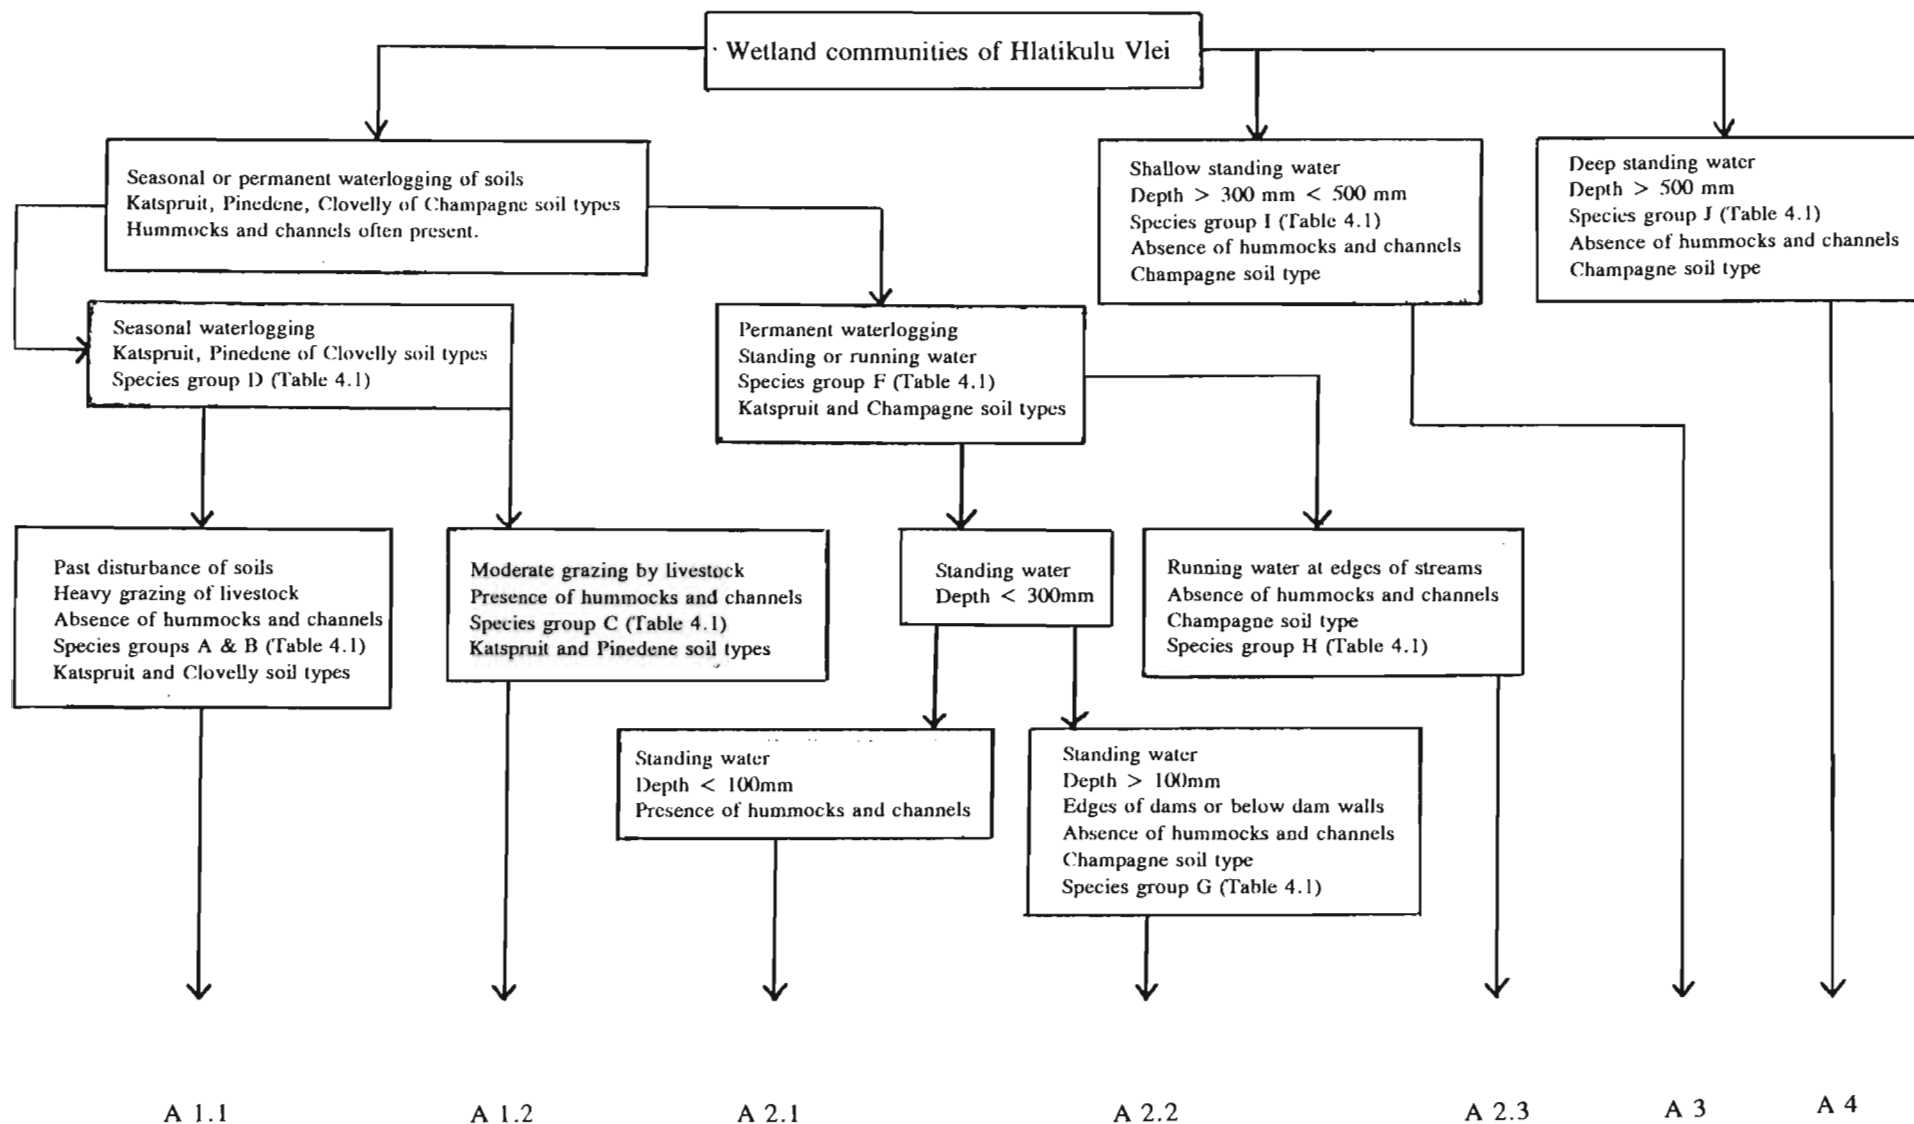 Wetland communities of Hlatikulu Vlei
Seasonal or permanent waterlogging of soils
Katspruit, Pinedene, Clovelly of Champagne soil types
Hummocks and channels often present.
Shallow standing water
Depth > 300 mm < 500 mm
Species group I (Table 4.1)
Absence of hummocks and channels
Champagne soil type
Deep standing water
Depth > 500 mm
Species group J (Table 4.1)
Absence of hummocks and channels
Champagne soil type
Seasonal waterlogging
Katspruit, Pinedene of Clovelly soil types
Species group D (Table 4.1)
Permanent waterlogging
Standing or running water
Species group F (Table 4.1)
Katspruit and Champagne soil types
Past disturbance of soils
Heavy grazing of livestock
Absence of hummocks and channels
Species groups A & B (Table 4.1)
Katspruit and Clovelly soil types
Moderate grazing by livestock
Presence of hummocks and channels
Species group C (Table 4.1)
Katspruit and Pinedene soil types
Standing water
Depth < 300mm
Running water at edges of streams
Absence of hummocks and channels
Champagne soil type
Species group H (Table 4.1)
Standing water
Depth < 100mm
Presence of hummocks and channels
Standing water
Depth > 100mm
Edges of dams or below dam walls
Absence of hummocks and channels
Champagne soil type
Species group G (Table 4.1)
A 1.1
A 1.2
A 2.1
A 2.2
A 2.3
A 3
A 4